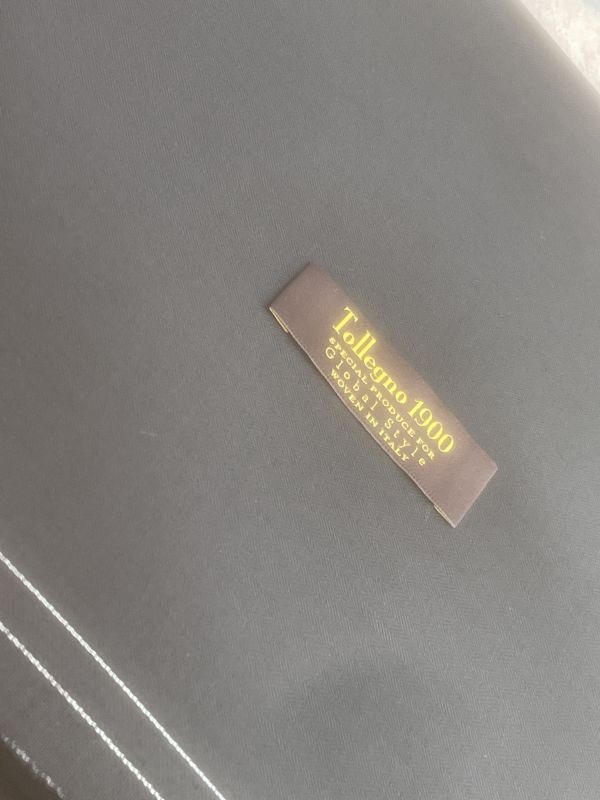 Tollegno 1900
SPECIAL PRODUCE FOR
Global Style
WOVEN IN ITALY